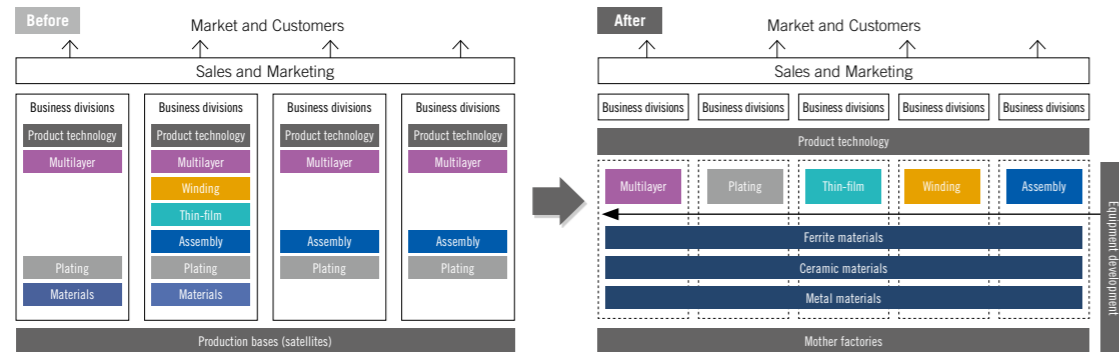 Before
Market and Customers
Sales and Marketing
Business divisions
Product technology
Multilayer
Plating
Materials
Business divisions
Product technology
Multilayer
Winding
Thin-film
Assembly
Plating
Materials
Business divisions
Product technology
Multilayer
Assembly
Plating
Business divisions
Product technology
Multilayer
Assembly
Plating
Production bases (satellites)
After
Market and Customers
Sales and Marketing
Business divisions
Business divisions
Business divisions
Business divisions
Business divisions
Product technology
Multilayer
Plating
Thin-film
Winding
Assembly
Ferrite materials
Ceramic materials
Metal materials
Mother factories
Equipment development